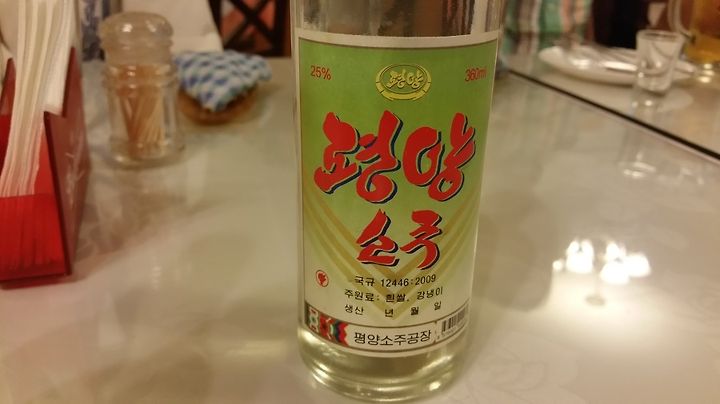 25%
평양
360ml
평양
소주
국규 12446:2009
주원료: 흰쌀, 강냉이
생산 년 월 일
평양소주공장